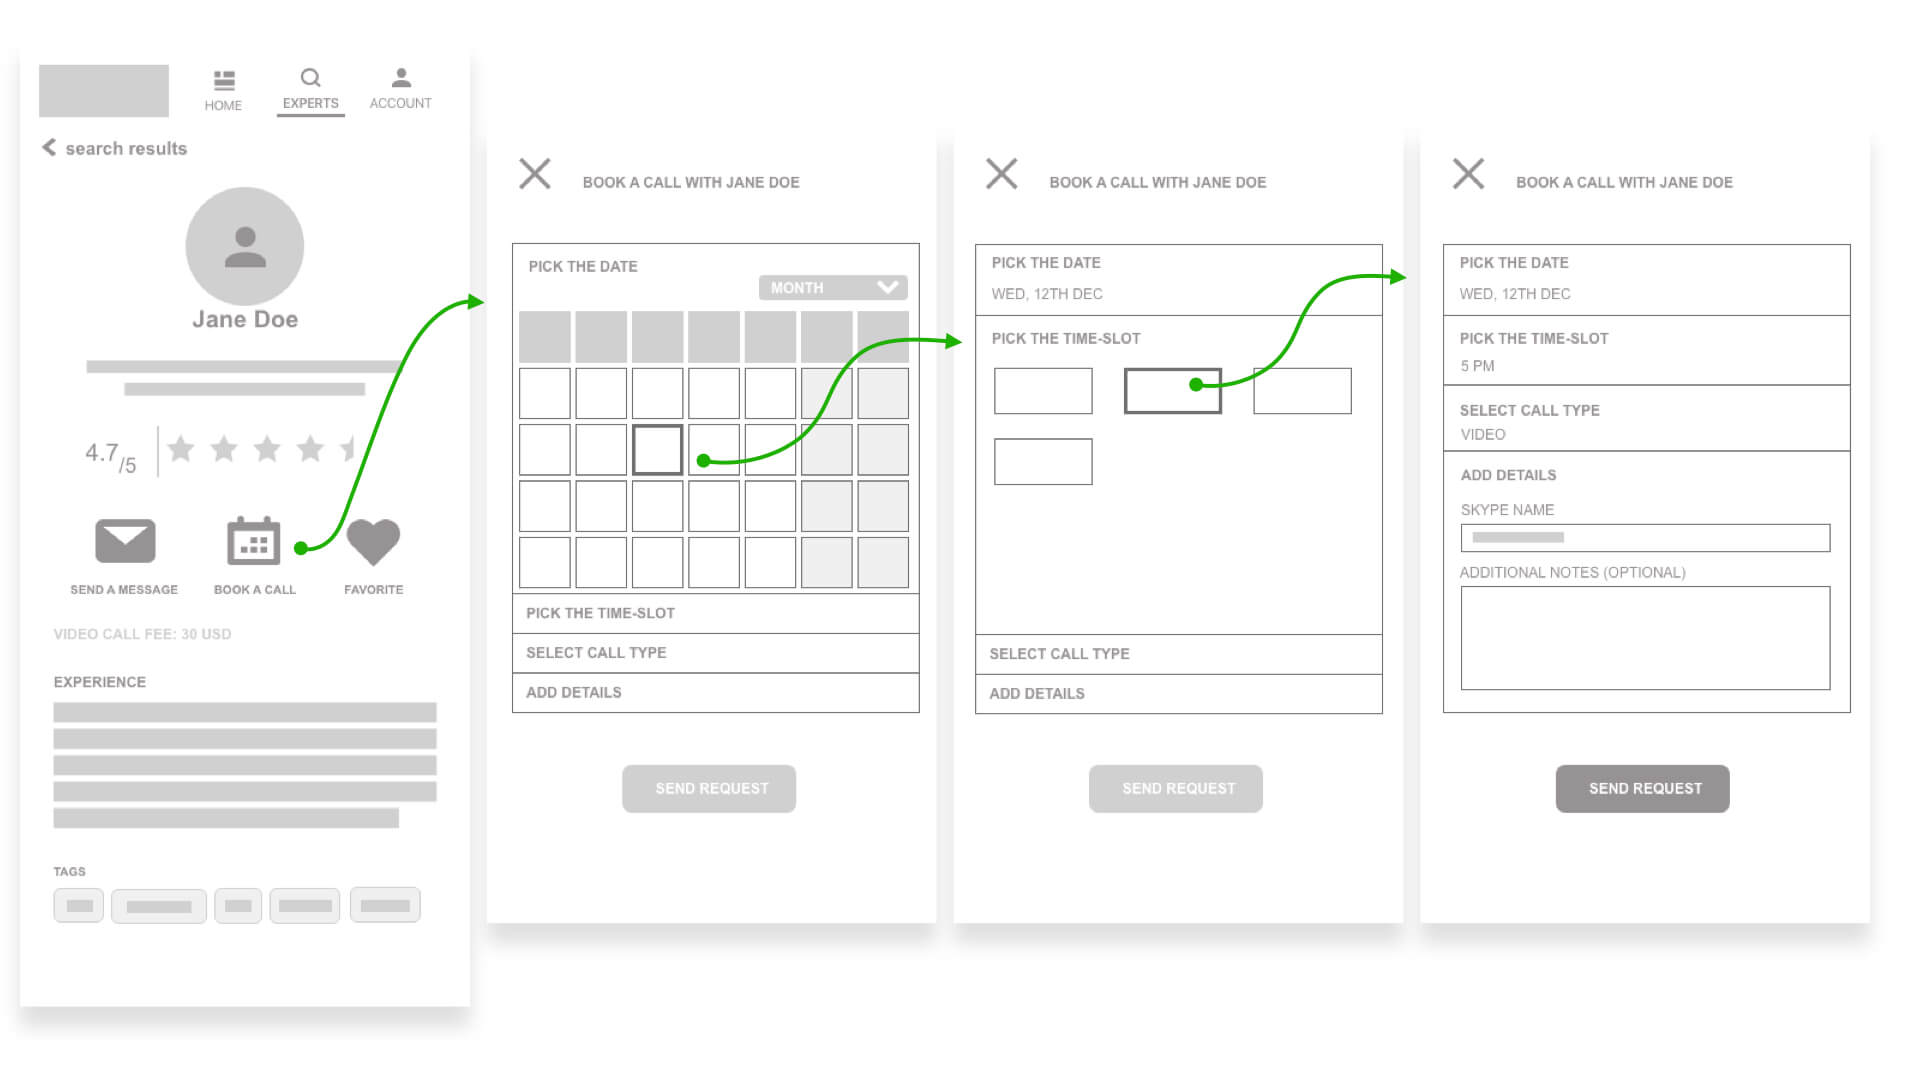 HOME
EXPERTS
ACCOUNT
search results
Jane Doe
4.7/5
SEND A MESSAGE
BOOK A CALL
FAVORITE
VIDEO CALL FEE: 30 USD
EXPERIENCE
TAGS
BOOK A CALL WITH JANE DOE
PICK THE DATE
MONTH
PICK THE TIME-SLOT
SELECT CALL TYPE
ADD DETAILS
SEND REQUEST
BOOK A CALL WITH JANE DOE
PICK THE DATE
WED, 12TH DEC
PICK THE TIME-SLOT
SELECT CALL TYPE
ADD DETAILS
SEND REQUEST
BOOK A CALL WITH JANE DOE
PICK THE DATE
WED, 12TH DEC
PICK THE TIME-SLOT
5 PM
SELECT CALL TYPE
VIDEO
ADD DETAILS
SKYPE NAME
ADDITIONAL NOTES (OPTIONAL)
SEND REQUEST